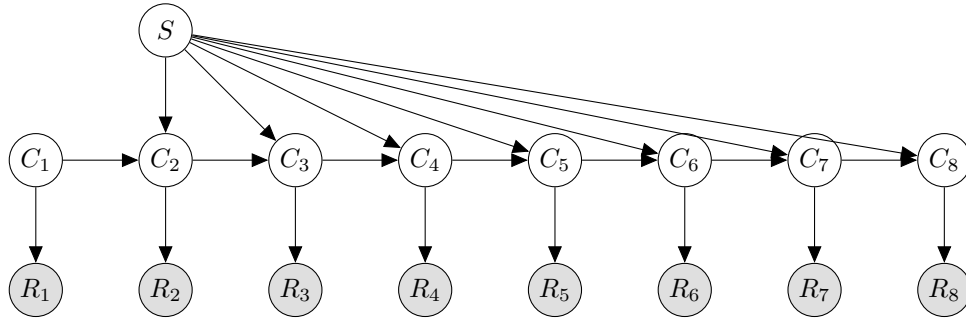 S
C₁ C₂ C₃ C₄ C₅ C₆ C₇ C₈
R₁ R₂ R₃ R₄ R₅ R₆ R₇ R₈